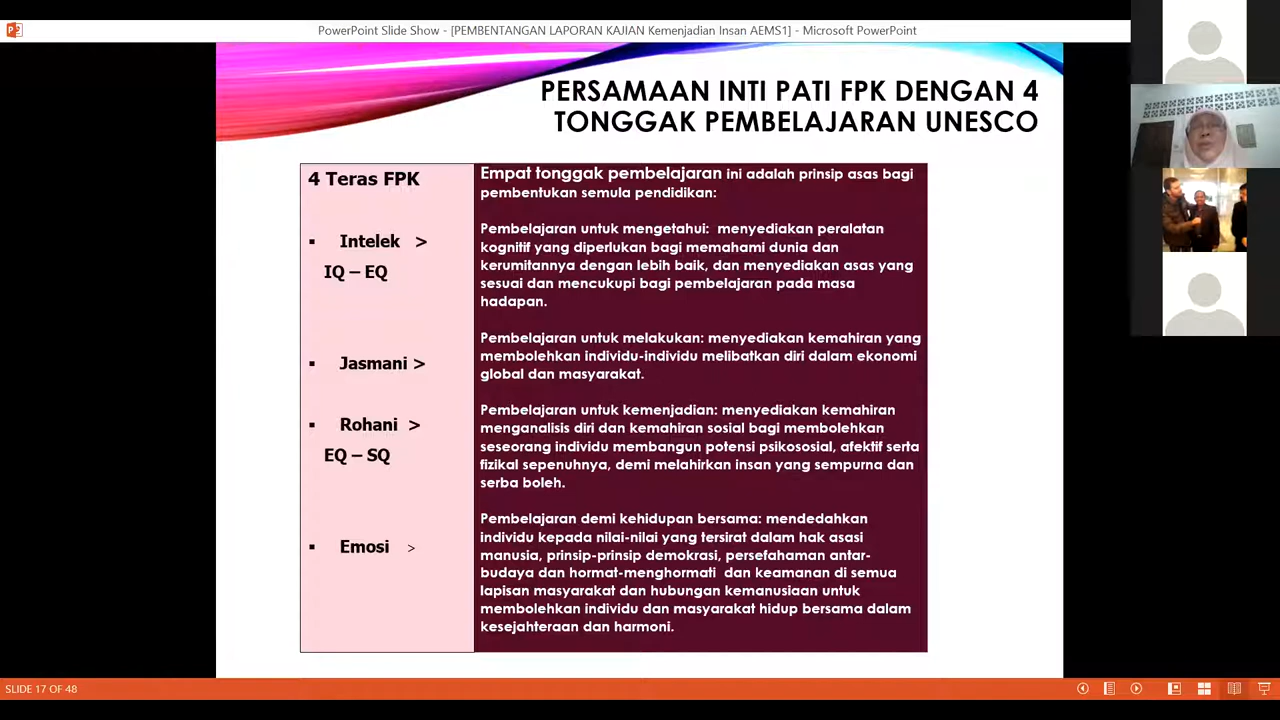 PowerPoint Slide Show - [PEMBENTANGAN LAPORAN KAJIAN Kemenjadian Insan AEMS1] - Microsoft PowerPoint
PERSAMAAN INTI PATI FPK DENGAN 4
TONGGAK PEMBELAJARAN UNESCO
4 Teras FPK
▪ Intelek >
IQ – EQ
▪ Jasmani >
▪ Rohani >
EQ – SQ
▪ Emosi >
Empat tonggak pembelajaran ini adalah prinsip asas bagi
pembentukan semula pendidikan:
Pembelajaran untuk mengetahui: menyediakan peralatan
kognitif yang diperlukan bagi memahami dunia dan
kerumitannya dengan lebih baik, dan menyediakan asas yang
sesuai dan mencukupi bagi pembelajaran pada masa
hadapan.
Pembelajaran untuk melakukan: menyediakan kemahiran yang
membolehkan individu-individu melibatkan diri dalam ekonomi
global dan masyarakat.
Pembelajaran untuk kemenjadian: menyediakan kemahiran
menganalisis diri dan kemahiran sosial bagi membolehkan
seseorang individu membangun potensi psikososial, afektif serta
fizikal sepenuhnya, demi melahirkan insan yang sempurna dan
serba boleh.
Pembelajaran demi kehidupan bersama: mendedahkan
individu kepada nilai-nilai yang tersirat dalam hak asasi
manusia, prinsip-prinsip demokrasi, persefahaman antar-
budaya dan hormat-menghormati dan keamanan di semua
lapisan masyarakat dan hubungan kemanusiaan untuk
membolehkan individu dan masyarakat hidup bersama dalam
kesejahteraan dan harmoni.
SLIDE 17 OF 48